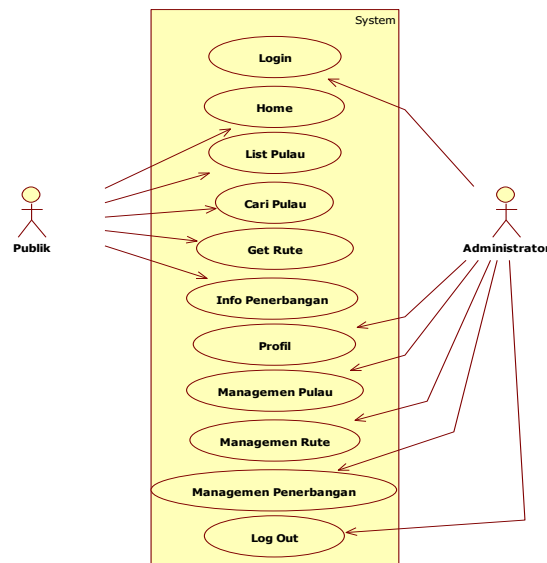 System
Login
Home
List Pulau
Cari Pulau
Publik
Administrator
Get Rute
Info Penerbangan
Profil
Managemen Pulau
Managemen Rute
Managemen Penerbangan
Log Out